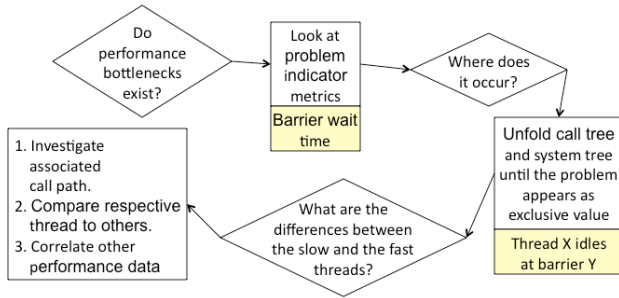 Do
performance
bottlenecks
exist?
Look at
problem
indicator
metrics
Barrier wait
time
Where does
it occur?
Unfold call tree
and system tree
until the problem
appears as
exclusive value
Thread X idles
at barrier Y
What are the
differences between
the slow and the fast
threads?
1. Investigate
associated
call path.
2. Compare respective
thread to others.
3. Correlate other
performance data